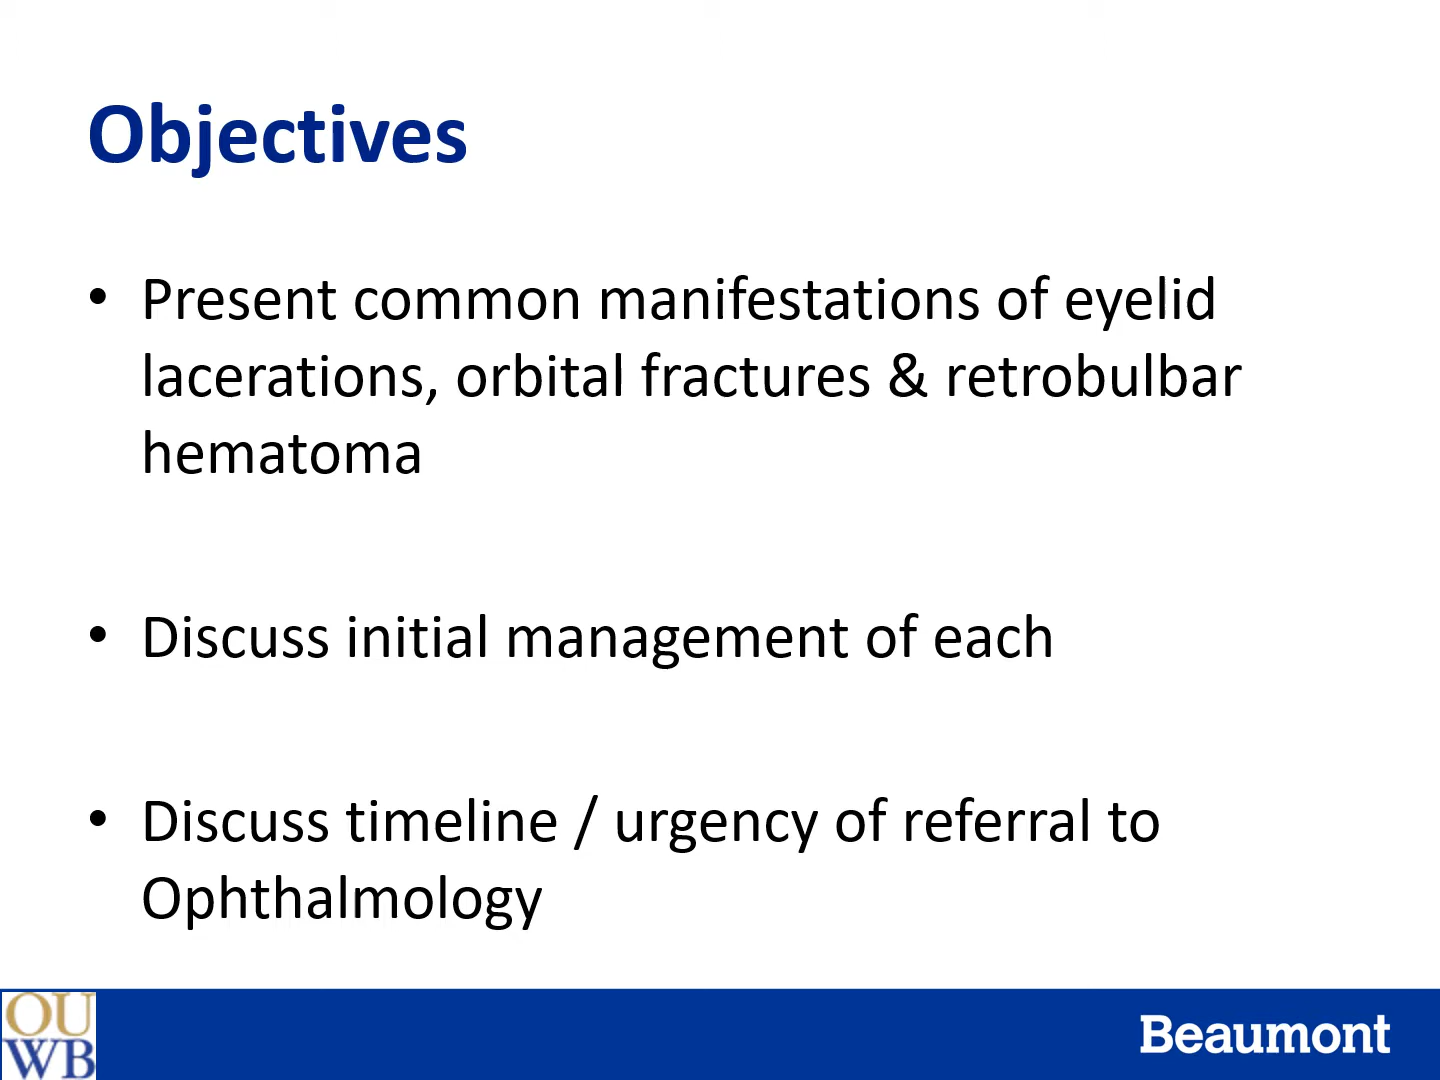 Objectives
• Present common manifestations of eyelid
lacerations, orbital fractures & retrobulbar
hematoma
• Discuss initial management of each
• Discuss timeline / urgency of referral to
Ophthalmology
OU
WB
Beaumont